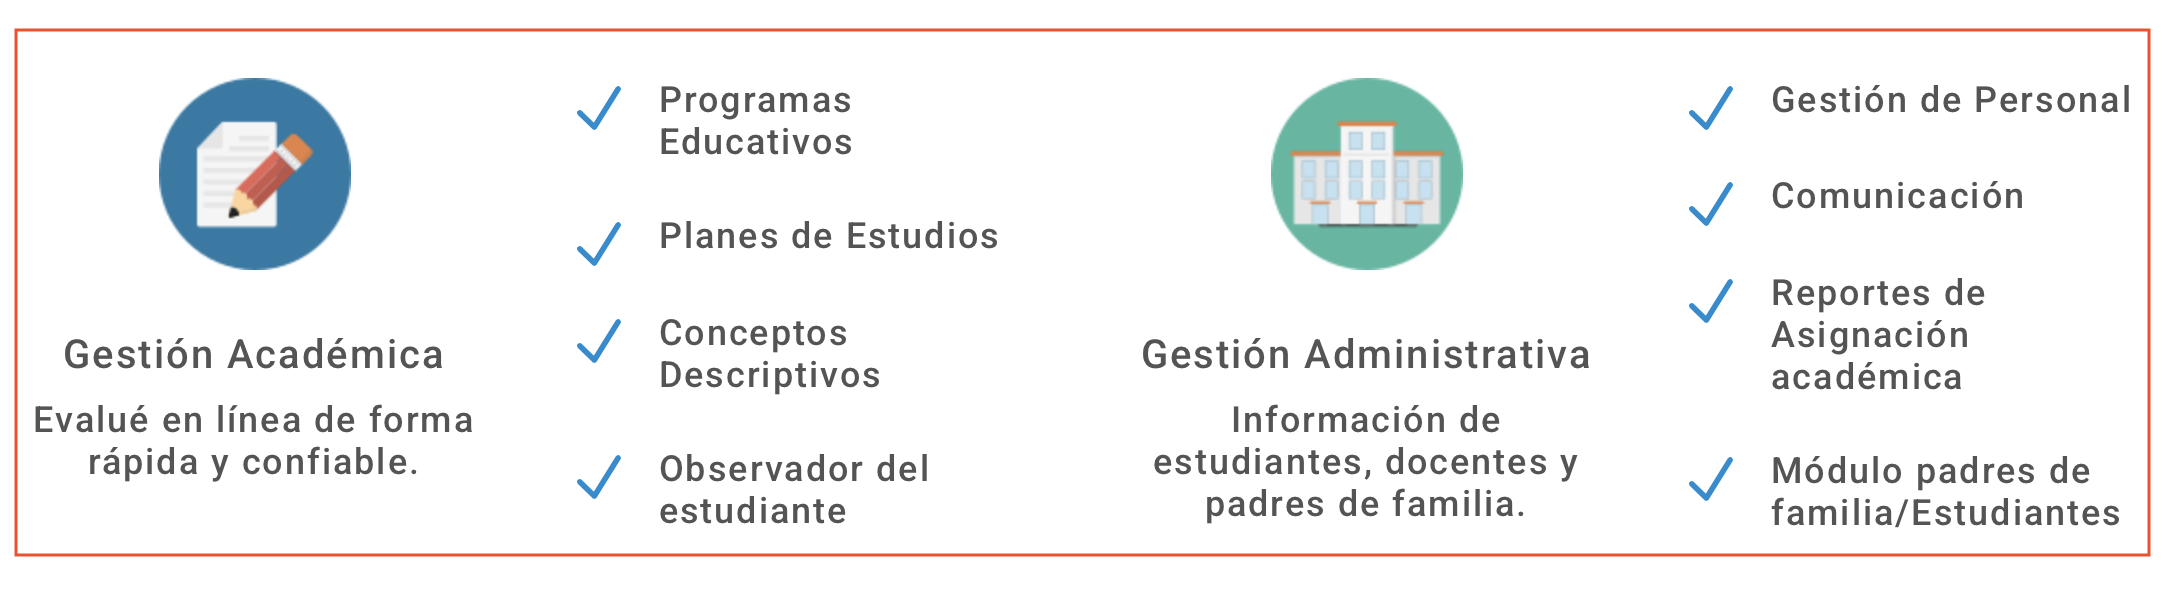 Gestión Académica
Evalué en línea de forma
rápida y confiable.
Programas
Educativos
Planes de Estudios
Conceptos
Descriptivos
Observador del
estudiante
Gestión Administrativa
Información de
estudiantes, docentes y
padres de familia.
Gestión de Personal
Comunicación
Reportes de
Asignación
académica
Módulo padres de
familia/Estudiantes